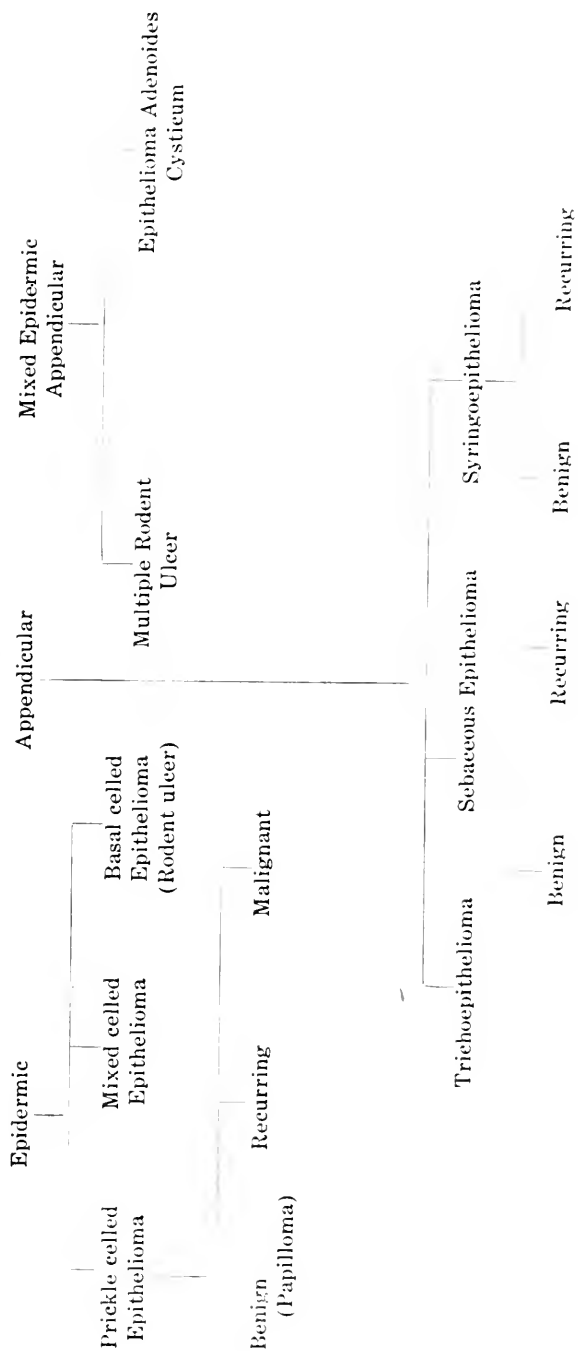 Epidermic
Prickle celled
Epithelioma
Mixed celled
Epithelioma
Basal celled
Epithelioma
(Rodent ulcer)
Benign
(Papilloma)
Recurring
Malignant
Appendicular
Trichoepithelioma
Sebaceous Epithelioma
Benign
Recurring
Syringoepithelioma
Benign
Recurring
Mixed Epidermic
Appendicular
Multiple Rodent
Ulcer
Epithelioma Adenoides
Cysticum